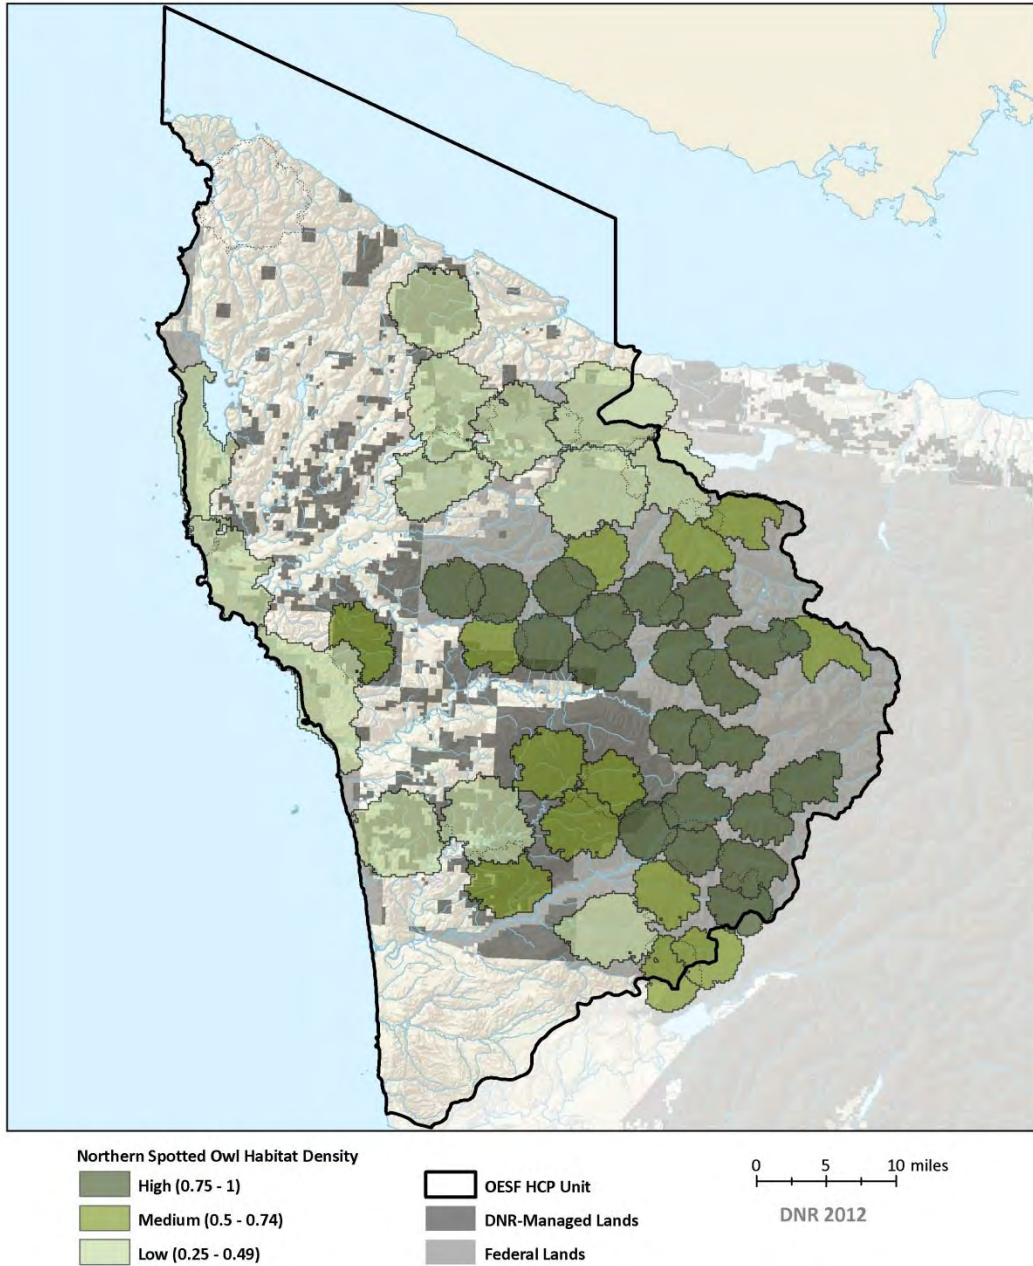 Northern Spotted Owl Habitat Density
High (0.75 - 1)
Medium (0.5 - 0.74)
Low (0.25 - 0.49)
OESF HCP Unit
DNR-Managed Lands
Federal Lands
0 5 10 miles
DNR 2012